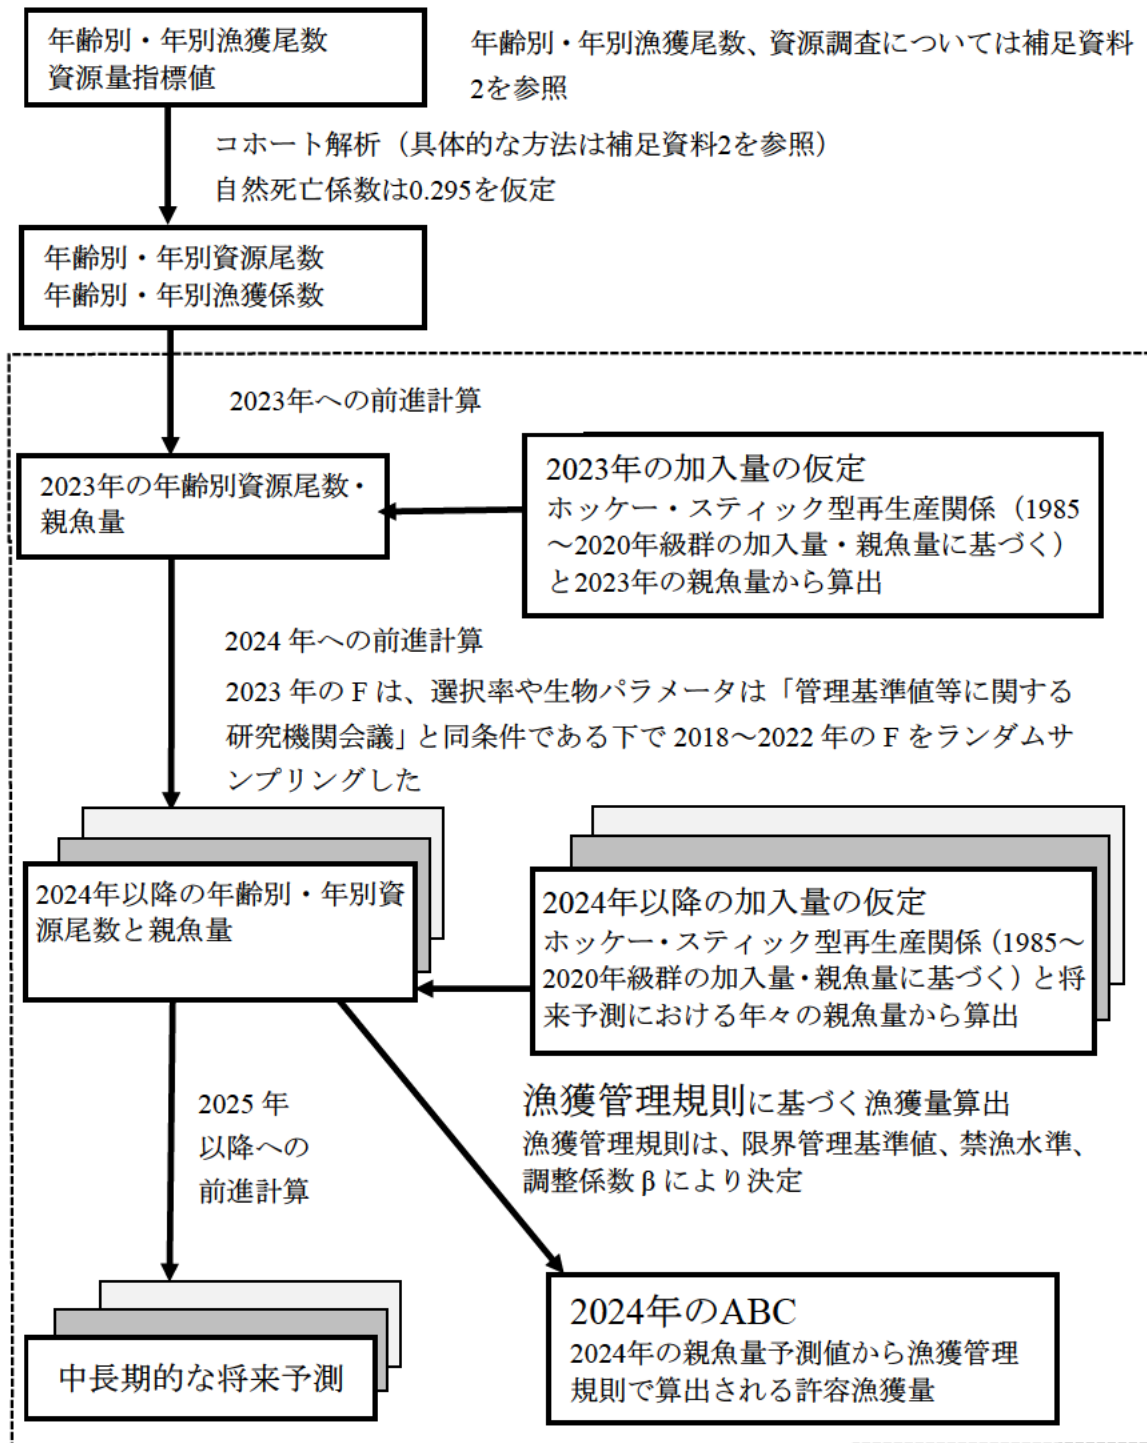 年齢別・年別漁獲尾数
資源量指標値
年齢別・年別漁獲尾数、資源調査については補足資料
2を参照
コホート解析（具体的な方法は補足資料2を参照）
自然死亡係数は0.295を仮定
年齢別・年別資源尾数
年齢別・年別漁獲係数
2023年への前進計算
2023年の年齢別資源尾数・
親魚量
2023年の加入量の仮定
ホッケー・スティック型再生産関係（1985
～2020年級群の加入量・親魚量に基づく）
と2023年の親魚量から算出
2024 年への前進計算
2023 年の F は、選択率や生物パラメータは「管理基準値等に関する
研究機関会議」と同条件である下で 2018～2022 年の F をランダムサ
ンプリングした
2024年以降の年齢別・年別資
源尾数と親魚量
2024年以降の加入量の仮定
ホッケー・スティック型再生産関係（1985～
2020年級群の加入量・親魚量に基づく）と将
来予測における年々の親魚量から算出
2025 年
以降への
前進計算
漁獲管理規則に基づく漁獲量算出
漁獲管理規則は、限界管理基準値、禁漁水準、
調整係数 β により決定
中長期的な将来予測
2024年のABC
2024年の親魚量予測値から漁獲管理
規則で算出される許容漁獲量